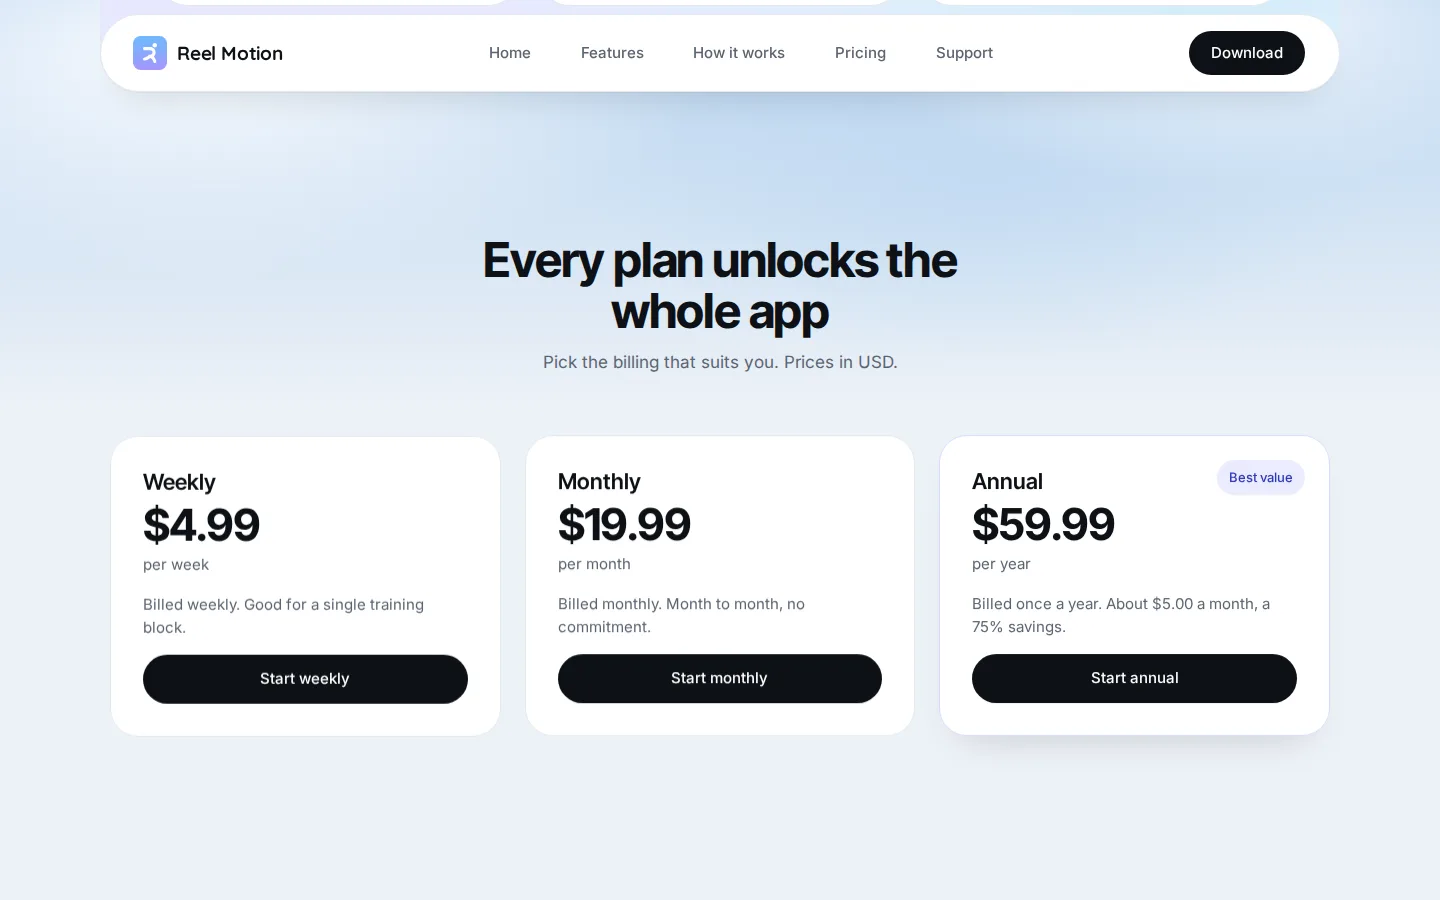 Reel Motion
Home
Features
How it works
Pricing
Support
Download
Every plan unlocks the
whole app
Pick the billing that suits you. Prices in USD.
Weekly
$4.99
per week
Billed weekly. Good for a single training
block.
Start weekly
Monthly
$19.99
per month
Billed monthly. Month to month, no
commitment.
Start monthly
Annual
Best value
$59.99
per year
Billed once a year. About $5.00 a month, a
75% savings.
Start annual